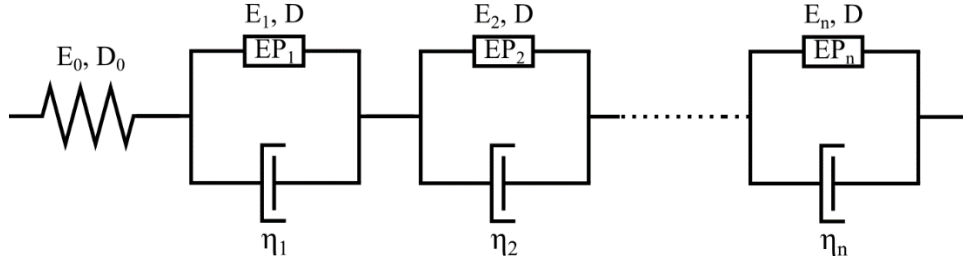 E₁, D
E₂, D
Eₙ, D
E₀, D₀
EP₁
EP₂
EPₙ
η₁
η₂
ηₙ